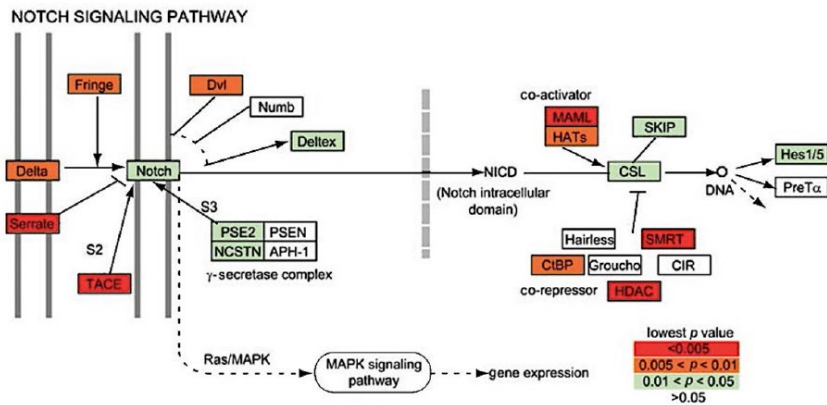 NOTCH SIGNALING PATHWAY
Fringe
Dvl
Numb
Deltex
co-activator
MAML
HATs
SKIP
Delta
Notch
NICD
(Notch intracellular
domain)
CSL
DNA
Hes1/5
PreTα
Serrate
S2
S3
TACE
PSE2 PSEN
NCSTN APH-1
γ-secretase complex
Hairless SMRT
CtBP Groucho CIR
co-repressor HDAC
Ras/MAPK
MAPK signaling
pathway
gene expression
lowest p value
<0.005
0.005 < p < 0.01
0.01 < p < 0.05
>0.05